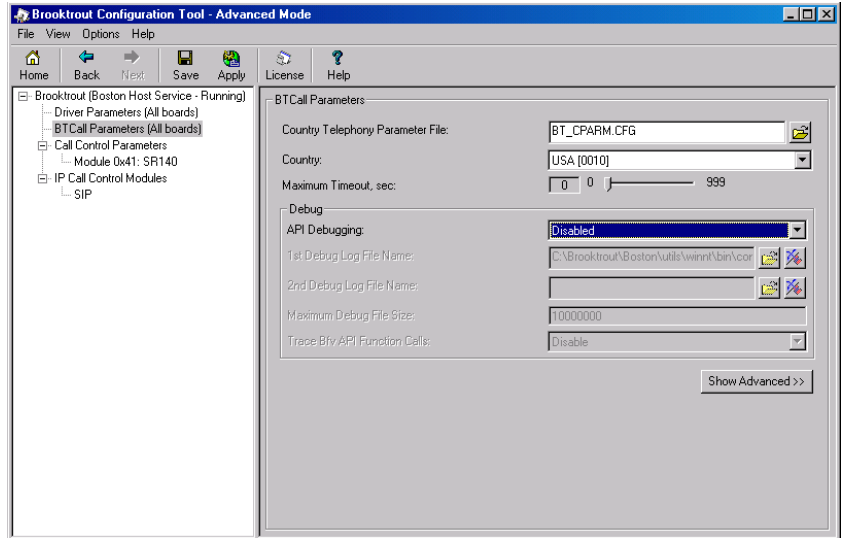 Brooktrout Configuration Tool - Advanced Mode
File View Options Help
Home Back Next Save Apply License Help
Brooktrout (Boston Host Service - Running)
Driver Parameters (All boards)
BTCall Parameters (All boards)
Call Control Parameters
Module 0x41: SR140
IP Call Control Modules
SIP
BTCall Parameters
Country Telephony Parameter File: BT_CPARM.CFG
Country: USA [0010]
Maximum Timeout, sec: 0 0 999
Debug
API Debugging: Disabled
1st Debug Log File Name: C:\Brooktrout\Boston\utils\winnt\bin\cor
2nd Debug Log File Name:
Maximum Debug File Size: 10000000
Trace Bfv API Function Calls: Disable
Show Advanced >>